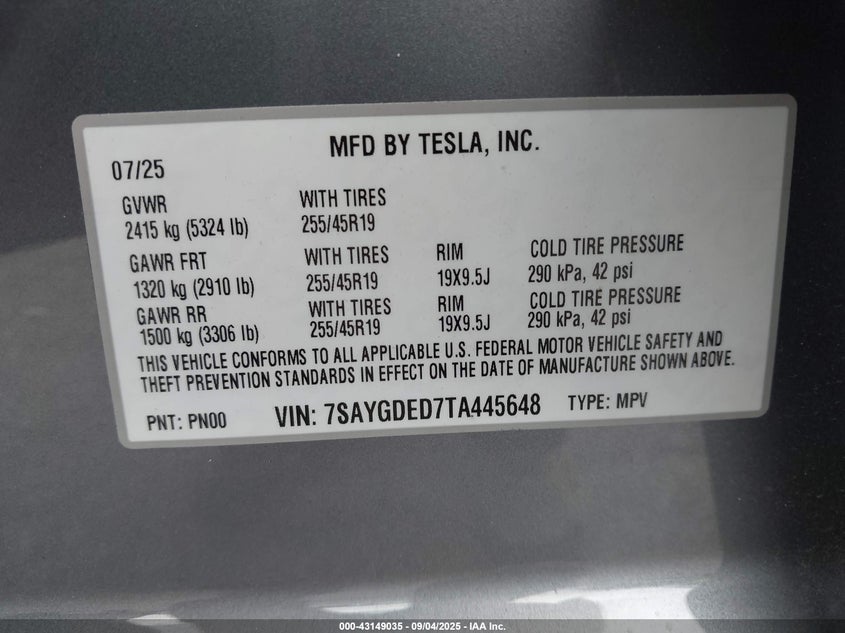 MFD BY TESLA, INC.
07/25
GVWR WITH TIRES
2415 kg (5324 lb) 255/45R19
GAWR FRT WITH TIRES RIM COLD TIRE PRESSURE
1320 kg (2910 lb) 255/45R19 19X9.5J 290 kPa, 42 psi
GAWR RR WITH TIRES RIM COLD TIRE PRESSURE
1500 kg (3306 lb) 255/45R19 19X9.5J 290 kPa, 42 psi
THIS VEHICLE CONFORMS TO ALL APPLICABLE U.S. FEDERAL MOTOR VEHICLE SAFETY AND
THEFT PREVENTION STANDARDS IN EFFECT ON THE DATE OF MANUFACTURE SHOWN ABOVE.
PNT: PN00 VIN: 7SAYGDED7TA445648 TYPE: MPV
000-43149035 - 09/04/2025 - IAA Inc.